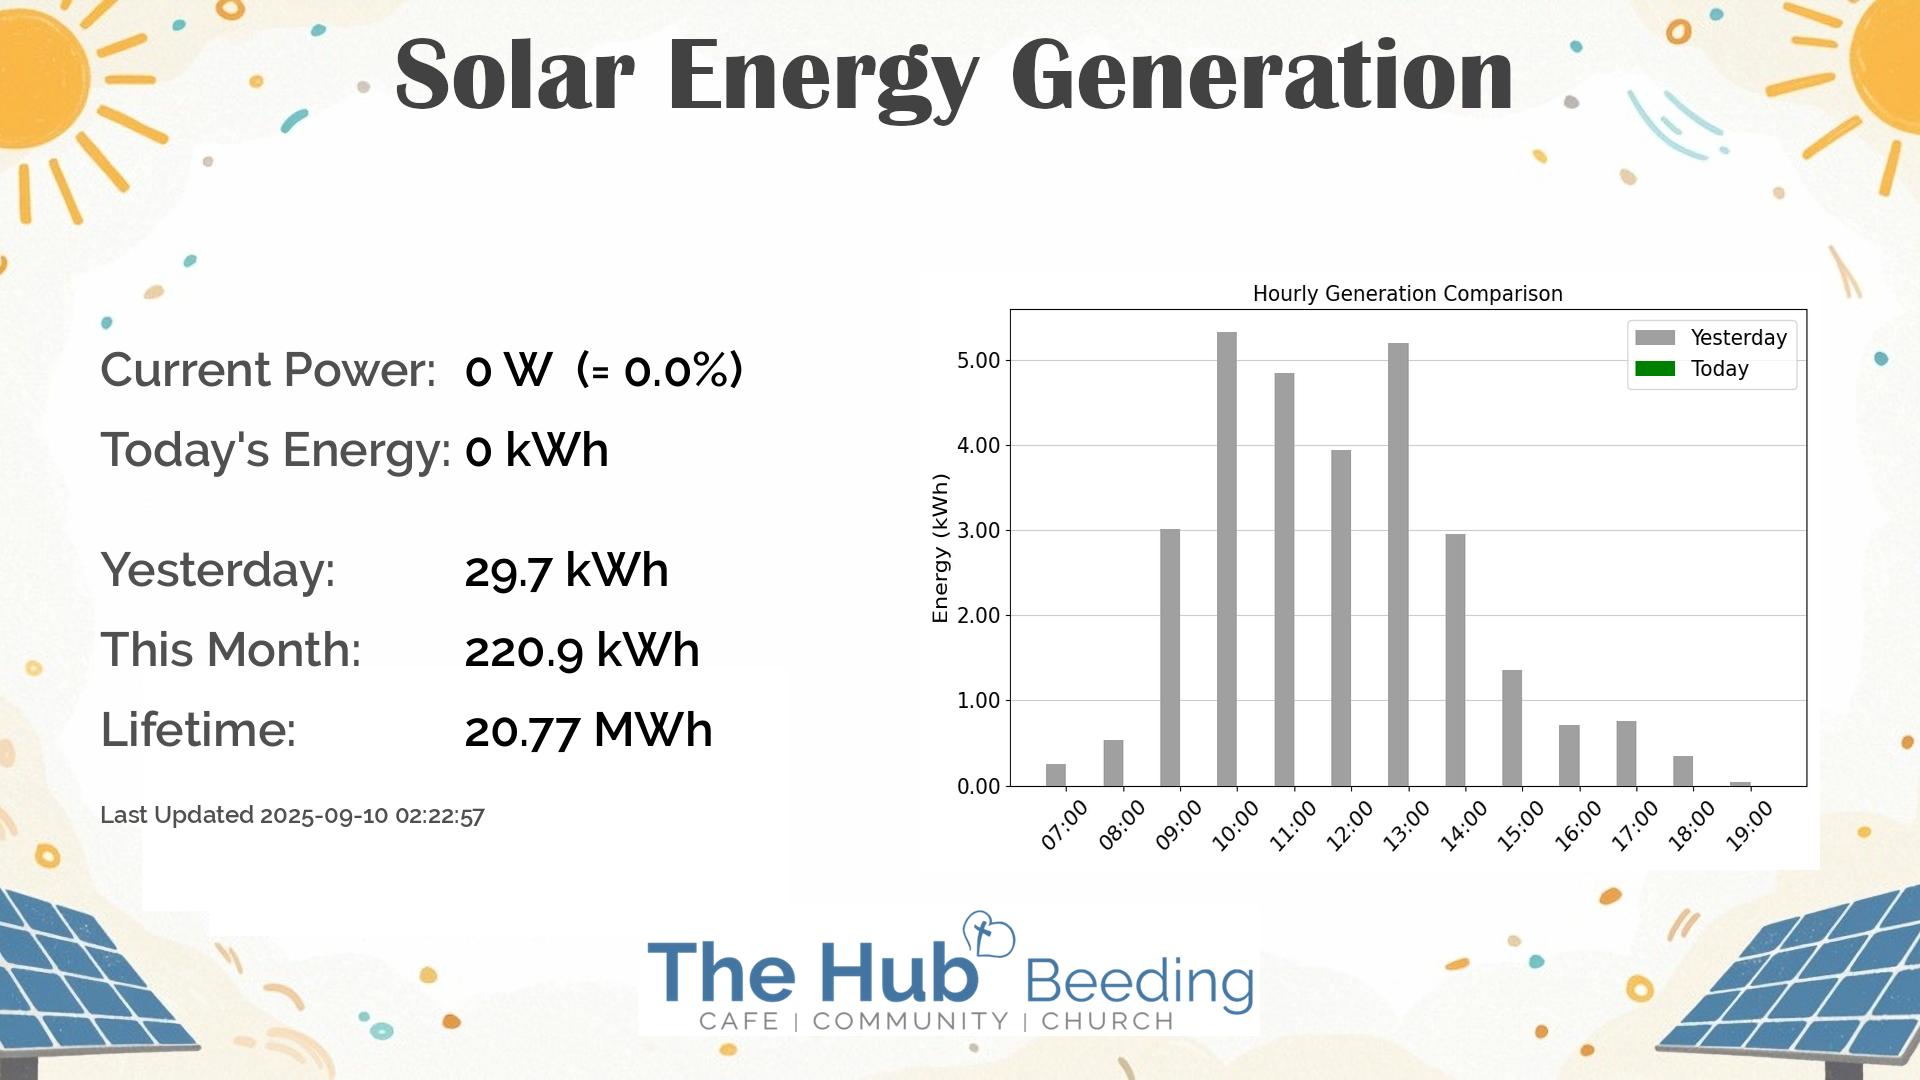 Solar Energy Generation
Current Power: 0 W (= 0.0%)
Today's Energy: 0 kWh
Yesterday: 29.7 kWh
This Month: 220.9 kWh
Lifetime: 20.77 MWh
Last Updated 2025-09-10 02:22:57
Hourly Generation Comparison
Yesterday
Today
Energy (kWh)
5.00
4.00
3.00
2.00
1.00
0.00
07:00 08:00 09:00 10:00 11:00 12:00 13:00 14:00 15:00 16:00 17:00 18:00 19:00
The Hub Beeding
CAFE | COMMUNITY | CHURCH